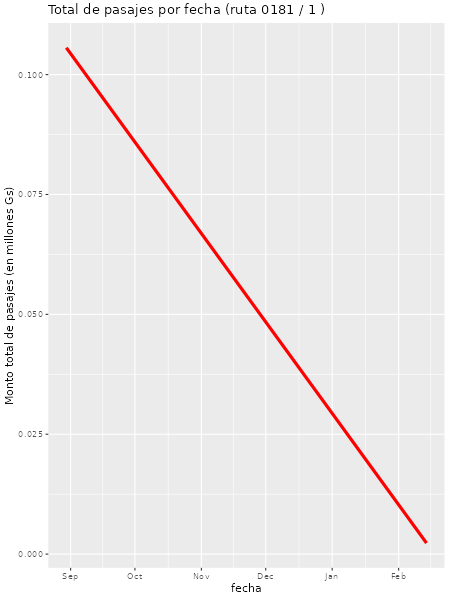 Total de pasajes por fecha (ruta 0181 / 1 )
Monto total de pasajes (en millones Gs)
0.100
0.075
0.050
0.025
0.000
Sep Oct Nov Dec Jan Feb
fecha